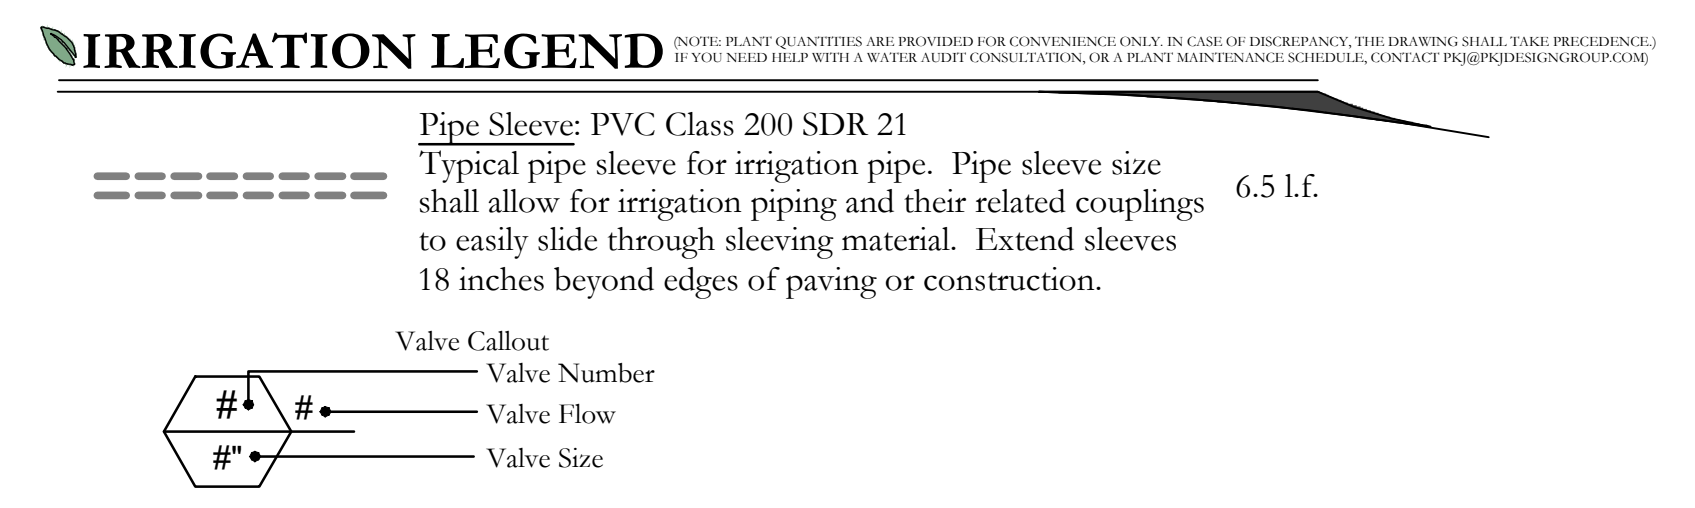 IRRIGATION LEGEND
(NOTE: PLANT QUANTITIES ARE PROVIDED FOR CONVENIENCE ONLY. IN CASE OF DISCREPANCY, THE DRAWING SHALL TAKE PRECEDENCE.)
IF YOU NEED HELP WITH A WATER AUDIT CONSULTATION, OR A PLANT MAINTENANCE SCHEDULE, CONTACT PKJ@PKJDESIGNGROUP.COM)
Pipe Sleeve: PVC Class 200 SDR 21
Typical pipe sleeve for irrigation pipe. Pipe sleeve size
shall allow for irrigation piping and their related couplings
to easily slide through sleeving material. Extend sleeves
18 inches beyond edges of paving or construction.
6.5 l.f.
Valve Callout
# # Valve Number
Valve Flow
#" Valve Size